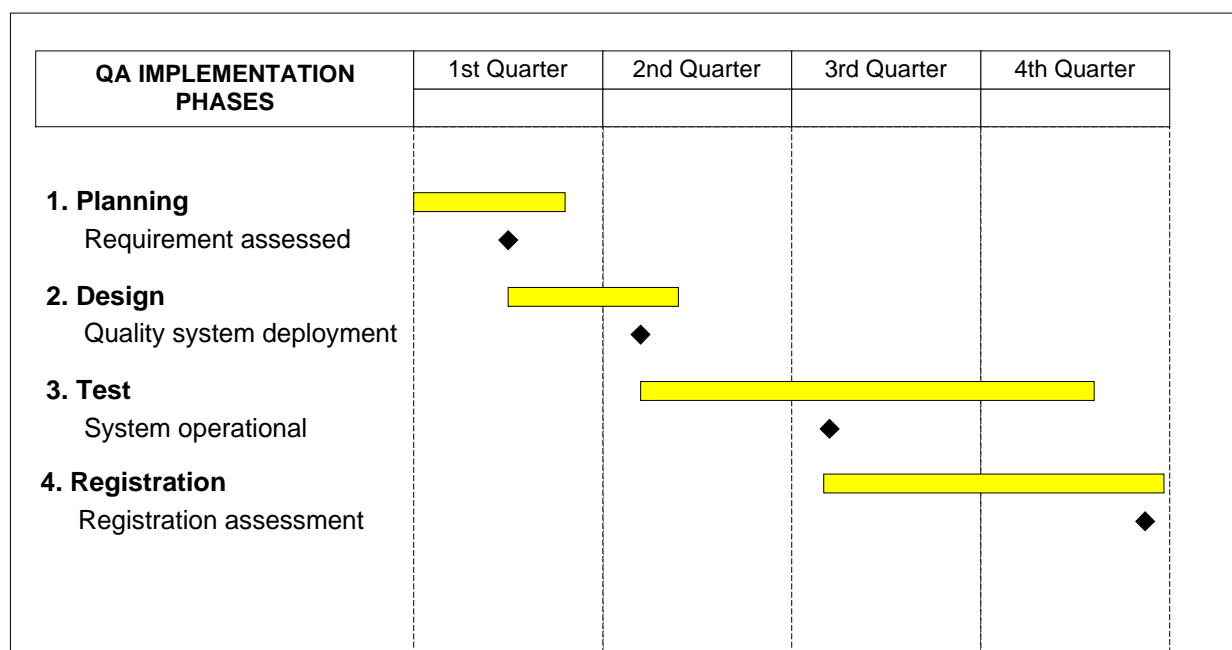 QA IMPLEMENTATION
PHASES
1st Quarter
2nd Quarter
3rd Quarter
4th Quarter
1. Planning
Requirement assessed
2. Design
Quality system deployment
3. Test
System operational
4. Registration
Registration assessment